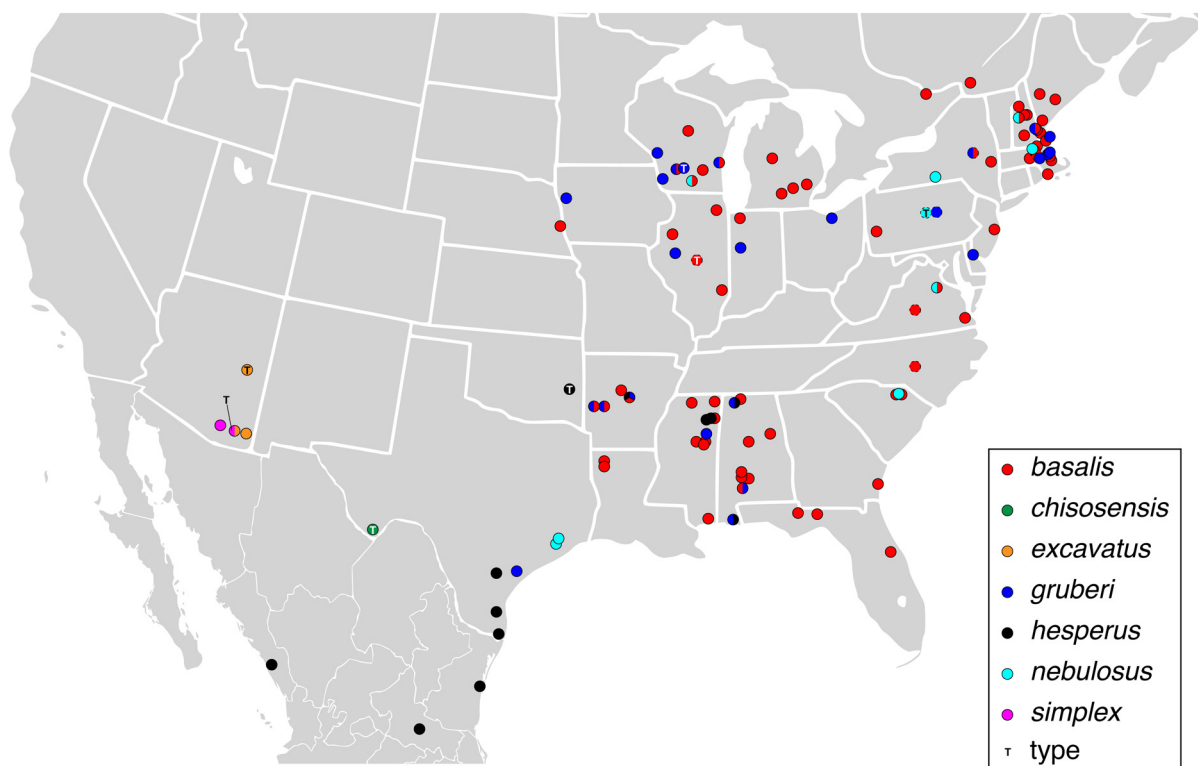 T
T
T
T
T
T
T
basalis
chisosensis
excavatus
gruberi
hesperus
nebulosus
simplex
T type